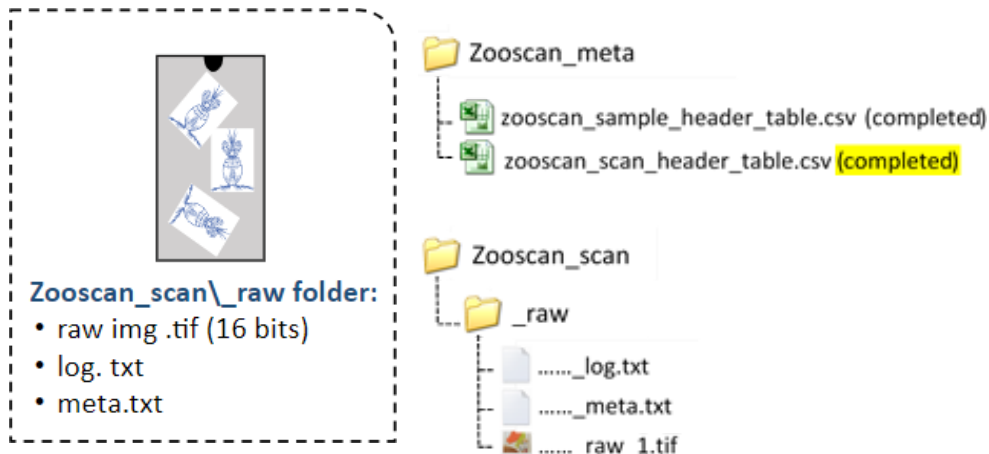 Zooscan_scan\_raw folder:
• raw img .tif (16 bits)
• log. txt
• meta.txt
Zooscan_meta
zooscan_sample_header_table.csv (completed)
zooscan_scan_header_table.csv (completed)
Zooscan_scan
_raw
......_log.txt
......_meta.txt
......_raw_1.tif